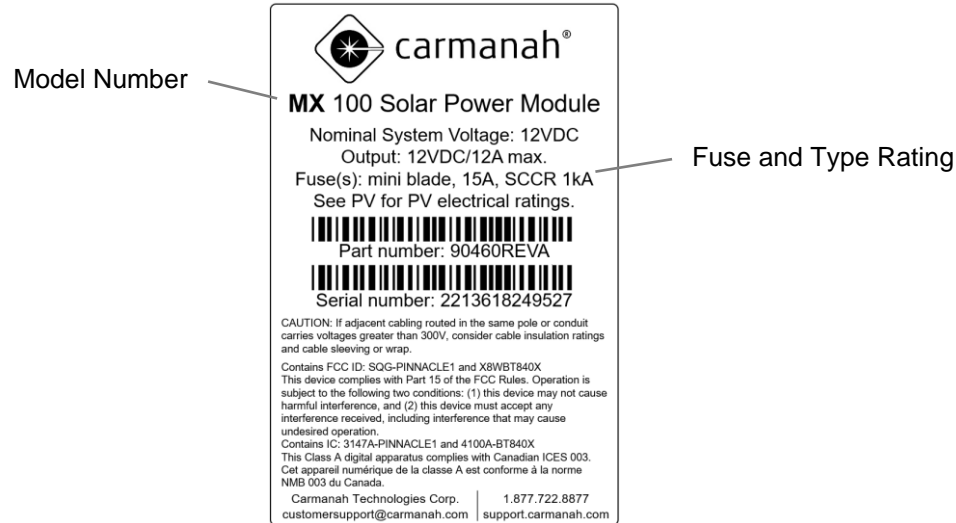 carmanah®
Model Number
MX 100 Solar Power Module
Nominal System Voltage: 12VDC
Output: 12VDC/12A max.
Fuse and Type Rating
Fuse(s): mini blade, 15A, SCCR 1kA
See PV for PV electrical ratings.
Part number: 90460REVA
Serial number: 2213618249527
CAUTION: If adjacent cabling routed in the same pole or conduit
carries voltages greater than 300V, consider cable insulation ratings
and cable sleeving or wrap.
Contains FCC ID: SQG-PINNACLE1 and X8WBT840X
This device complies with Part 15 of the FCC Rules. Operation is
subject to the following two conditions: (1) this device may not cause
harmful interference, and (2) this device must accept any
interference received, including interference that may cause
undesired operation.
Contains IC: 3147A-PINNACLE1 and 4100A-BT840X
This Class A digital apparatus complies with Canadian ICES 003.
Cet appareil numérique de la classe A est conforme à la norme
NMB 003 du Canada.
Carmanah Technologies Corp. 1.877.722.8877
customersupport@carmanah.com support.carmanah.com